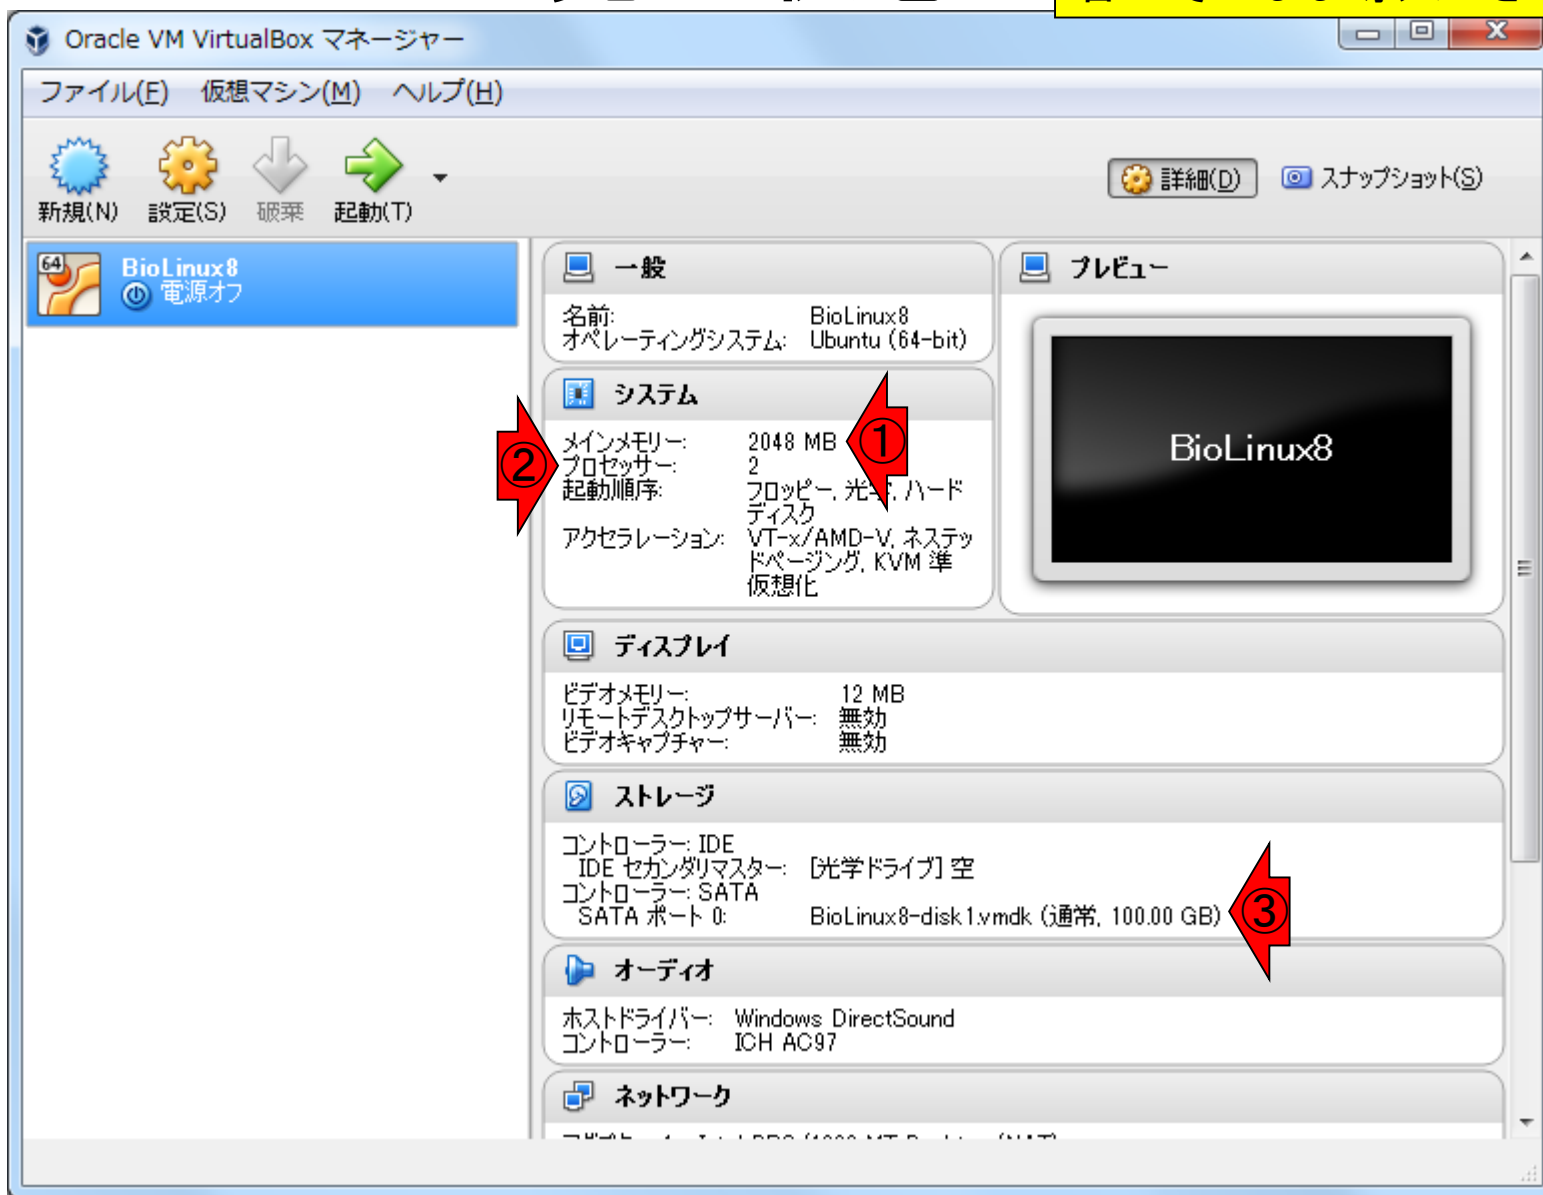 Oracle VM VirtualBox マネージャー
ファイル(F) 仮想マシン(M) ヘルプ(H)
新規(N) 設定(S) 破棄 起動(T) 詳細(D) スナップショット(S)
64
BioLinux8
電源オフ
一般
名前: BioLinux8
オペレーティングシステム: Ubuntu (64-bit)
プレビュー
BioLinux8
システム
メインメモリー: 2048 MB ①
② プロセッサー: 2
起動順序: フロッピー, 光学, ハード
ディスク
アクセラレーション: VT-x/AMD-V, ネステッ
ドページング, KVM 準
仮想化
ディスプレイ
ビデオメモリー: 12 MB
リモートデスクトップサーバー: 無効
ビデオキャプチャー: 無効
ストレージ
コントローラー: IDE
IDE セカンダリマスター: [光学ドライブ] 空
コントローラー: SATA
SATA ポート 0: BioLinux8-disk1.vmdk (通常, 100.00 GB) ③
オーディオ
ホストドライバー: Windows DirectSound
コントローラー: ICH AC97
ネットワーク